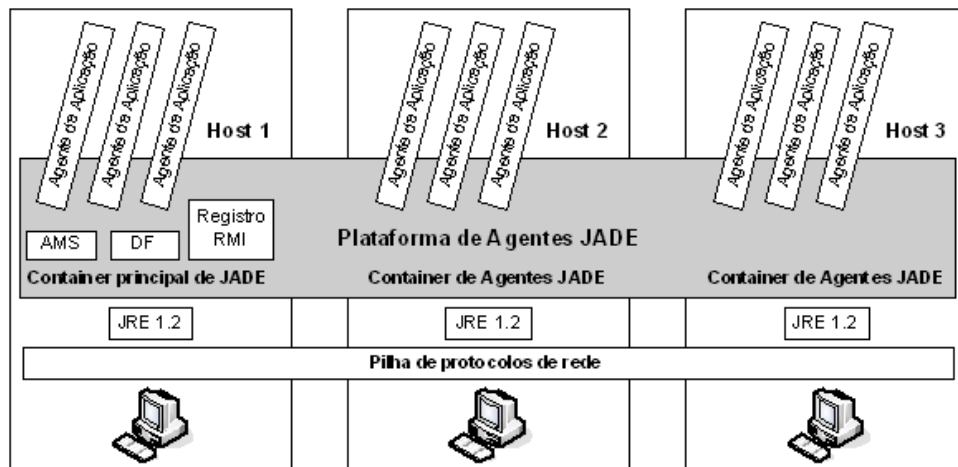 Agente de Aplicação
Agente de Aplicação
Agente de Aplicação
Host 1
Agente de Aplicação
Agente de Aplicação
Agente de Aplicação
Host 2
Agente de Aplicação
Agente de Aplicação
Agente de Aplicação
Host 3
AMS
DF
Registro
RMI
Plataforma de Agentes JADE
Container principal de JADE
Container de Agentes JADE
Container de Agentes JADE
JRE 1.2
JRE 1.2
JRE 1.2
Pilha de protocolos de rede